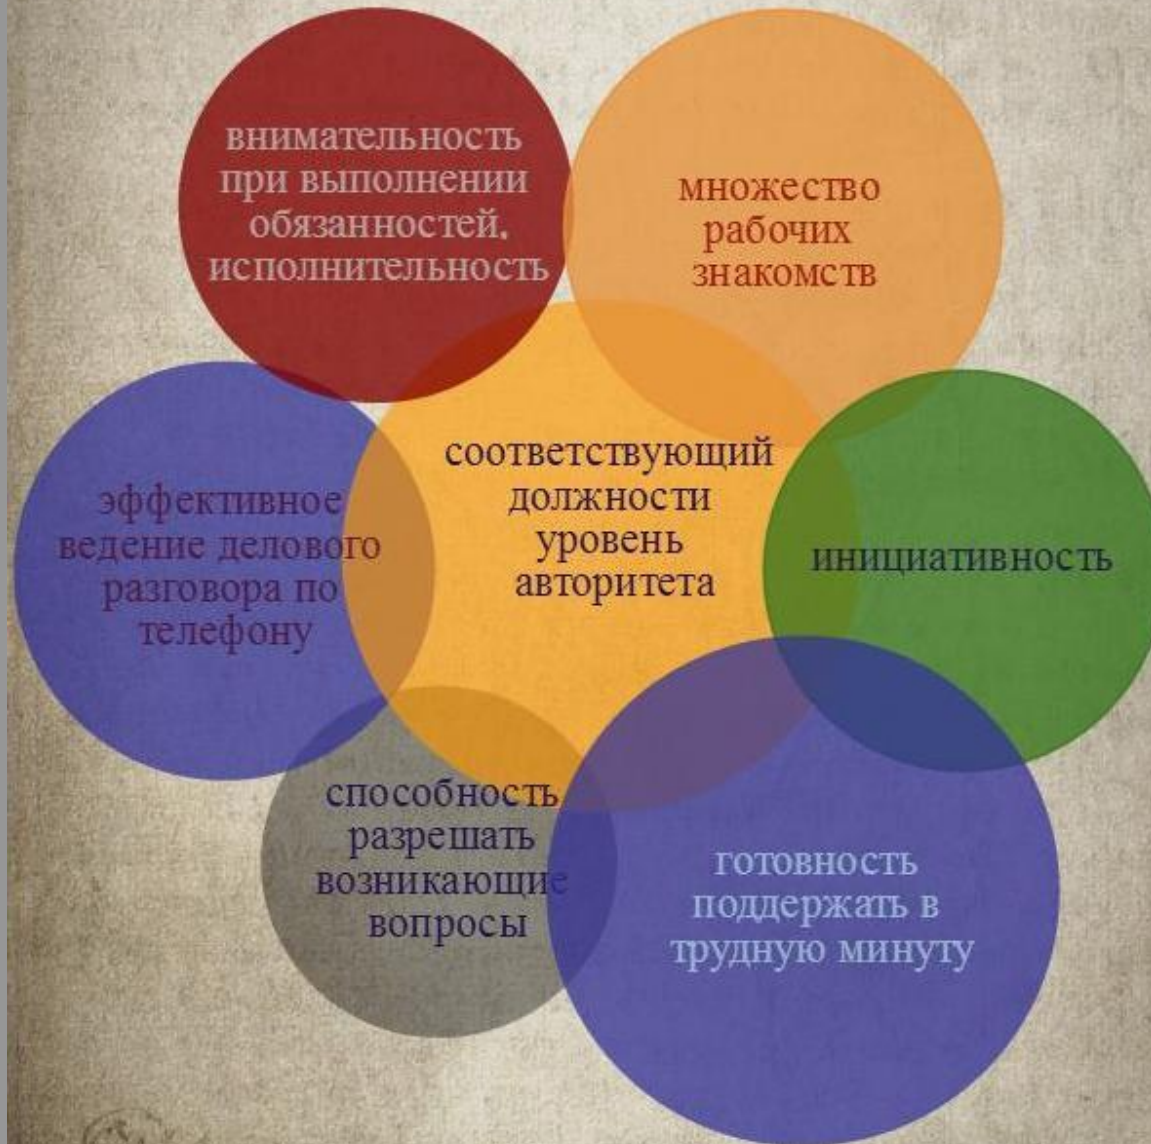 внимательность
при выполнении
обязанностей,
исполнительность
множество
рабочих
знакомств
соответствующий
должности
уровень
авторитета
эффективное
ведение делового
разговора по
телефону
инициативность
способность
разрешать
возникающие
вопросы
готовность
поддержать в
трудную минуту